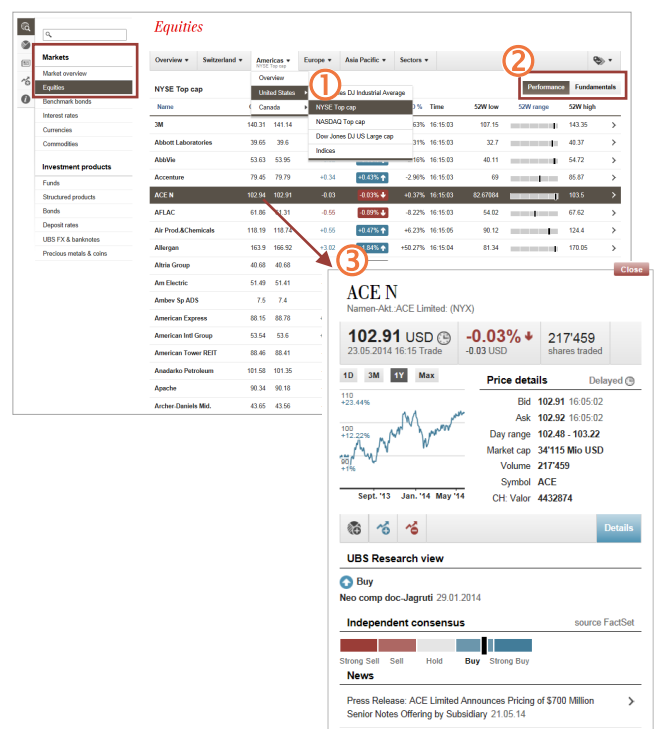 Equities
Markets
Market overview
Equities
Benchmark bonds
Interest rates
Currencies
Commodities
Investment products
Funds
Structured products
Bonds
Deposit rates
UBS FX & banknotes
Precious metals & coins
Overview Switzerland Americas Europe Asia Pacific Sectors
NYSE Top cap
Overview
United States
Canada
Jones DJ Industrial Average
NYSE Top cap
NASDAQ Top cap
Dow Jones DJ US Large cap
Indices
1
2
NYSE Top cap Performance Fundamentals
Name % Time 52W low 52W range 52W high
3M 140.31 141.14 63% 16:15:03 107.15 143.35
Abbott Laboratories 39.65 39.6 31% 16:15:03 32.7 40.37
AbbVie 53.63 53.95 16% 16:15:03 40.11 54.72
Accenture 79.45 79.79 +0.34 +0.43% -2.96% 16:15:03 69 85.87
ACE N 102.94 102.91 -0.03 -0.03% +0.37% 16:15:03 82.67084 103.5
AFLAC 61.86 61.31 -0.55 -0.89% -8.22% 16:15:03 54.02 67.62
Air Prod.&Chemicals 118.19 118.74 +0.55 +0.47% +6.23% 16:15:05 90.12 124.4
Allergan 163.9 166.92 +3.02 1.84% +50.27% 16:15:04 81.34 170.05
Altria Group 40.68 40.68
Am Electric 51.49 51.41
Ambev Sp ADS 7.5 7.4
American Express 88.15 88.78
American Intl Group 53.54 53.6
American Tower REIT 88.46 88.41
Anadarko Petroleum 101.58 101.35
Apache 90.34 90.18
Archer-Daniels Mid. 43.65 43.56
3
Close
ACE N
Namen-Akt.:ACE Limited: (NYX)
102.91 USD -0.03% 217'459
23.05.2014 16:15 Trade -0.03 USD shares traded
1D 3M 1Y Max
110
+23.44%
100
+12.22%
90
+1%
Sept. '13 Jan. '14 May '14
Price details Delayed
Bid 102.91 16:05:02
Ask 102.92 16:05:02
Day range 102.48 - 103.22
Market cap 34'115 Mio USD
Volume 217'459
Symbol ACE
CH: Valor 4432874
Details
UBS Research view
Buy
Neo comp doc-Jagruti 29.01.2014
Independent consensus source FactSet
Strong Sell Sell Hold Buy Strong Buy
News
Press Release: ACE Limited Announces Pricing of $700 Million
Senior Notes Offering by Subsidiary 21.05.14